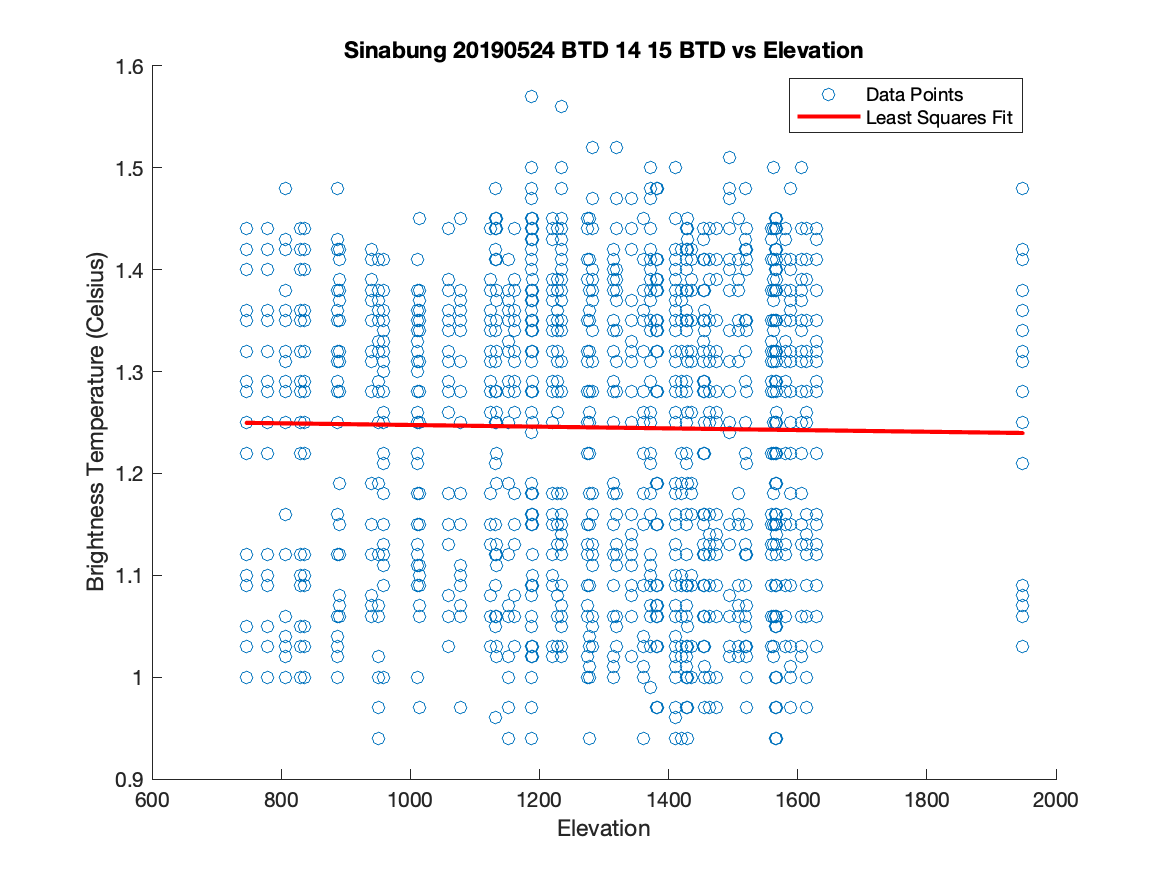 Sinabung 20190524 BTD 14 15 BTD vs Elevation
Data Points
Least Squares Fit
Brightness Temperature (Celsius)
1.6
1.5
1.4
1.3
1.2
1.1
1
0.9
600 800 1000 1200 1400 1600 1800 2000
Elevation